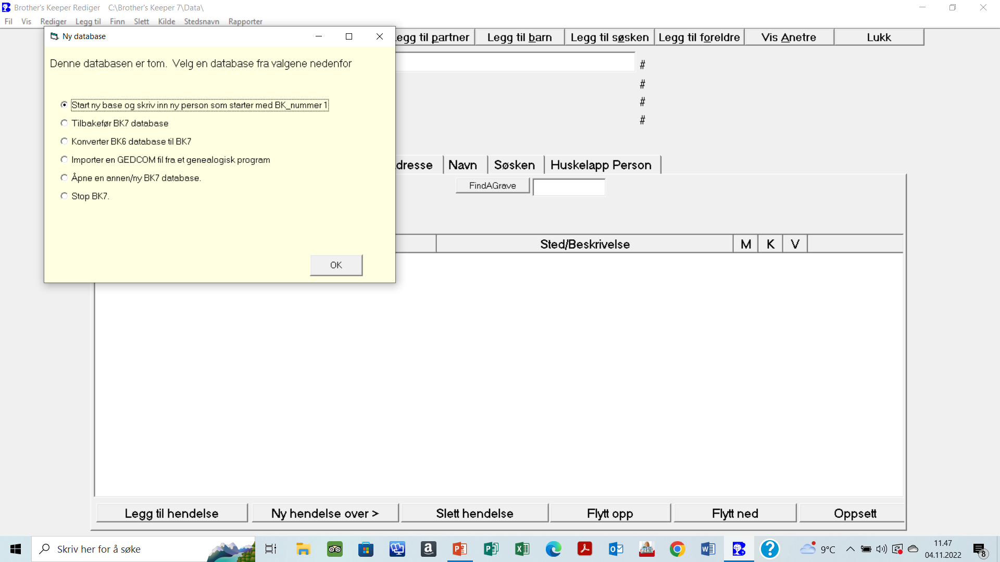 Brother's Keeper Rediger C:\Brother's Keeper 7\Data\
Fil Vis Rediger Legg til Finn Slett Kilde Stedsnavn Rapporter
Ny database
egg til partner Legg til barn Legg til søsken Legg til foreldre Vis Anetre Lukk
Denne databasen er tom. Velg en database fra valgene nedenfor
#
#
#
#
Start ny base og skriv inn ny person som starter med BK_nummer 1
Tilbakefør BK7 database
Konverter BK6 database til BK7
Importer en GEDCOM fil fra et genealogisk program
Åpne en annen/ny BK7 database.
Stop BK7.
OK
dresse Navn Søsken Huskelapp Person
FindAGrave
Sted/Beskrivelse M K V
Legg til hendelse Ny hendelse over > Slett hendelse Flytt opp Flytt ned Oppsett
Skriv her for å søke
9°C
11.47
04.11.2022
8